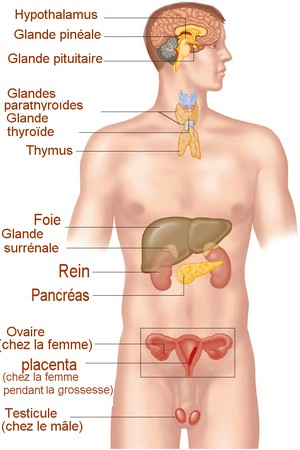 Hypothalamus
Glande pinéale
Glande pituitaire
Glandes
parathyroïdes
Glande
thyroïde
Thymus
Foie
Glande
surrénale
Rein
Pancréas
Ovaire
(chez la femme)
placenta
(chez la femme
pendant la grossesse)
Testicule
(chez le mâle)